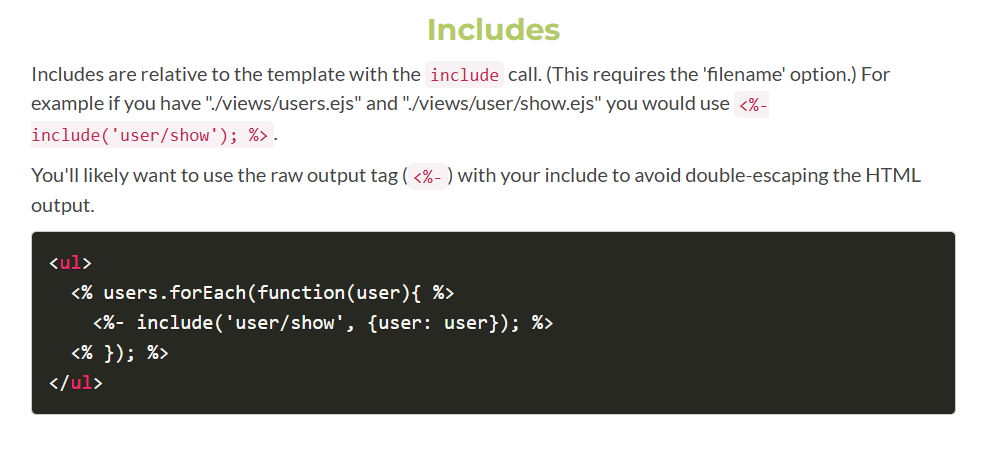 Includes
Includes are relative to the template with the include call. (This requires the 'filename' option.) For
example if you have "./views/users.ejs" and "./views/user/show.ejs" you would use <%-
include('user/show'); %>.
You'll likely want to use the raw output tag (<%-) with your include to avoid double-escaping the HTML
output.
<ul>
  <% users.forEach(function(user){ %>
    <%- include('user/show', {user: user}); %>
  <% }); %>
</ul>